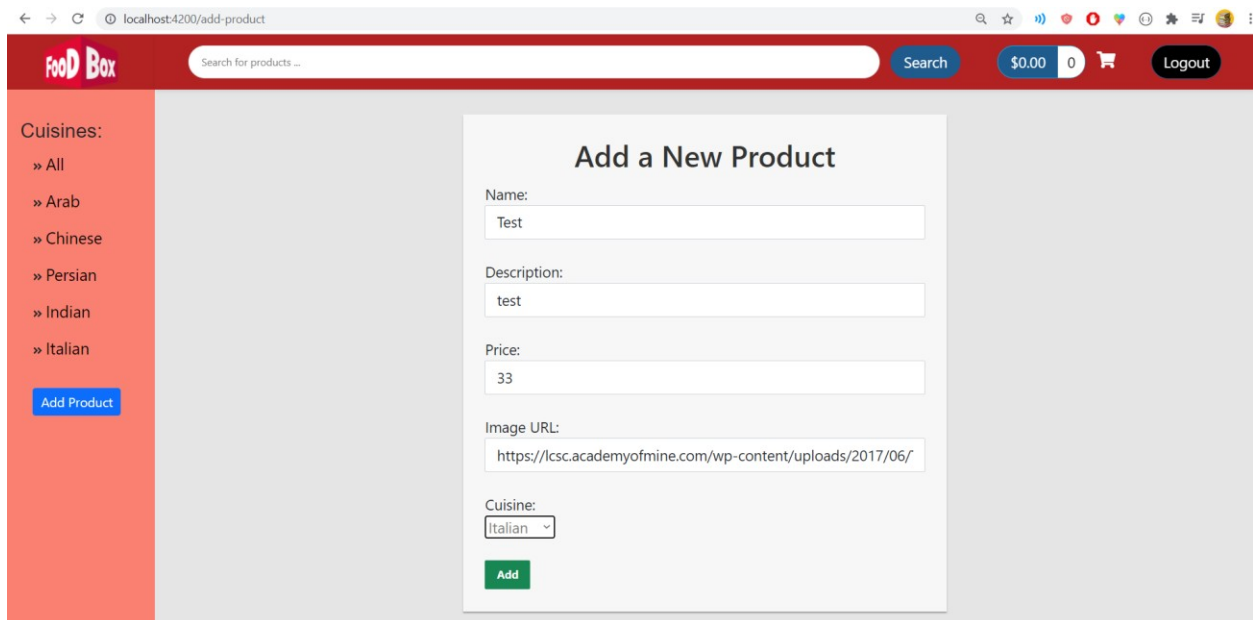 localhost:4200/add-product
FooD Box
Search for products ...
Search
$0.00 0
Logout
Cuisines:
» All
» Arab
» Chinese
» Persian
» Indian
» Italian
Add Product
Add a New Product
Name:
Test
Description:
test
Price:
33
Image URL:
https://lcsc.academyofmine.com/wp-content/uploads/2017/06/
Cuisine:
Italian
Add